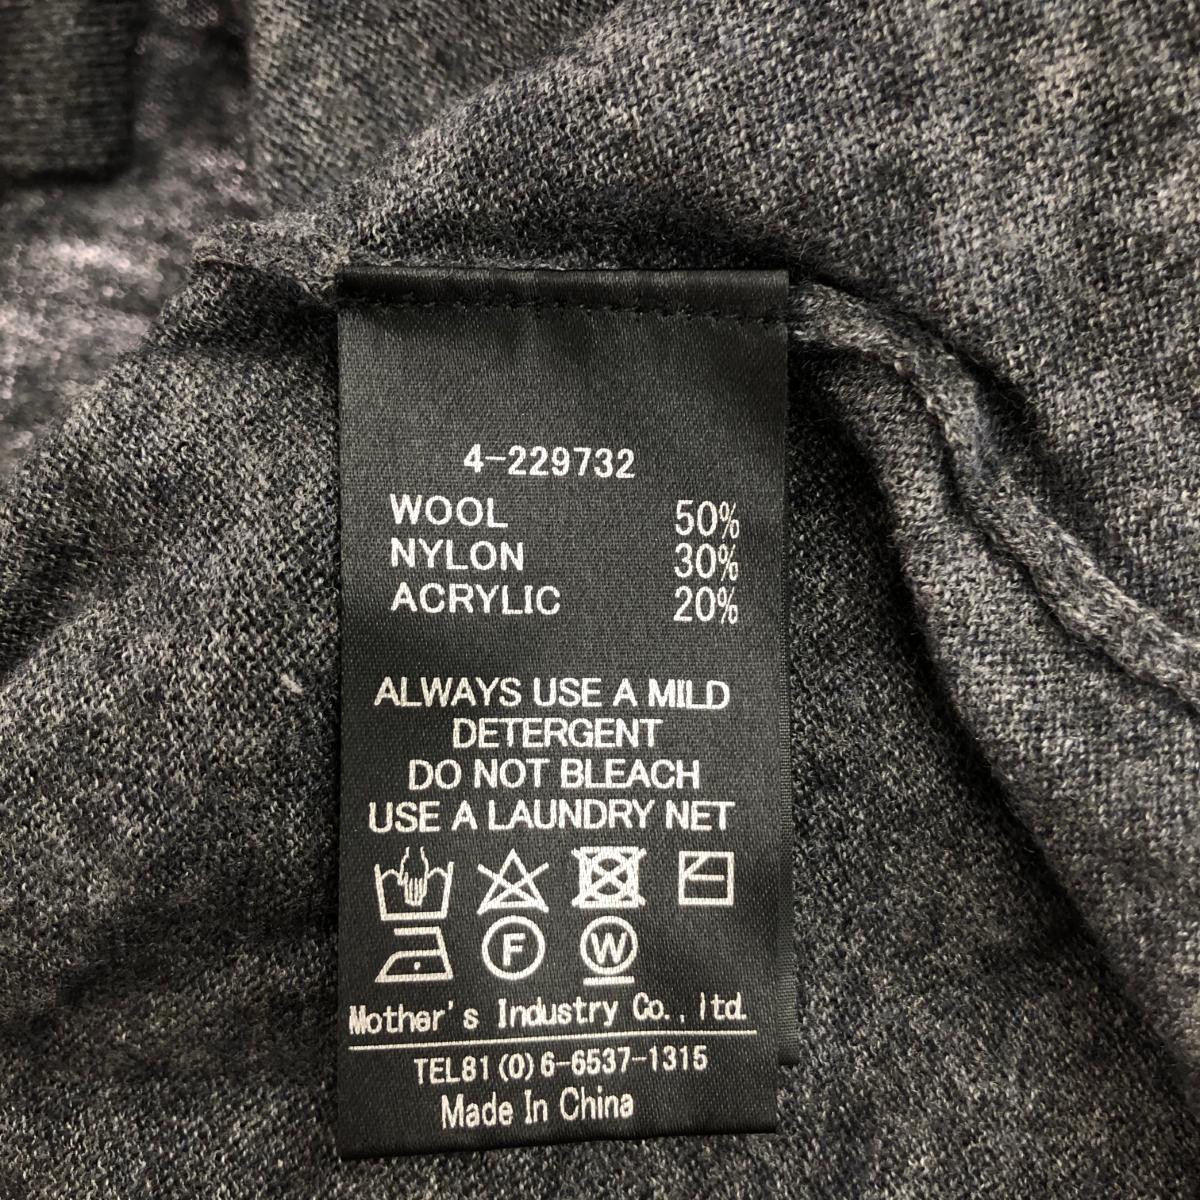 4-229732
WOOL 50%
NYLON 30%
ACRYLIC 20%
ALWAYS USE A MILD
DETERGENT
DO NOT BLEACH
USE A LAUNDRY NET
F W
Mother's Industry Co., ltd.
TEL81(0)6-6537-1315
Made In China